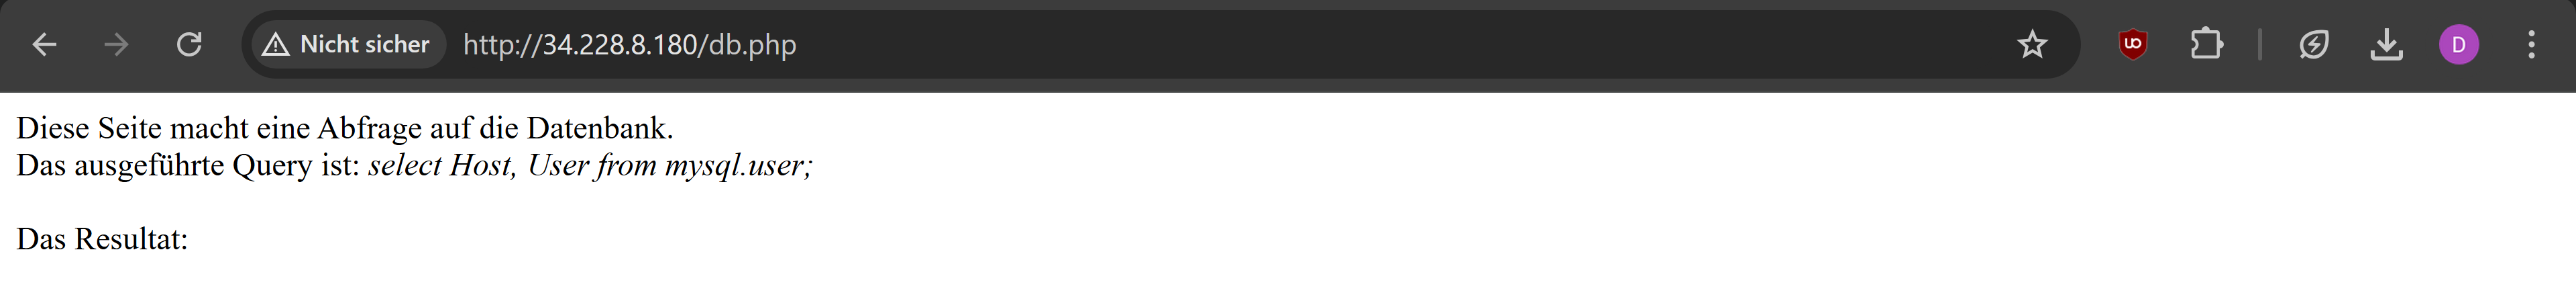 Nicht sicher http://34.228.8.180/db.php
D
Diese Seite macht eine Abfrage auf die Datenbank.
Das ausgeführte Query ist: select Host, User from mysql.user;
Das Resultat: